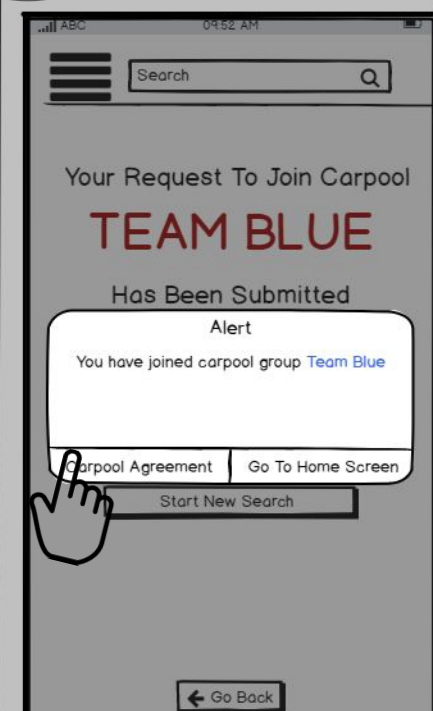 ABC 09:52 AM
Search
Your Request To Join Carpool
TEAM BLUE
Has Been Submitted
Alert
You have joined carpool group Team Blue
Carpool Agreement Go To Home Screen
Start New Search
Go Back